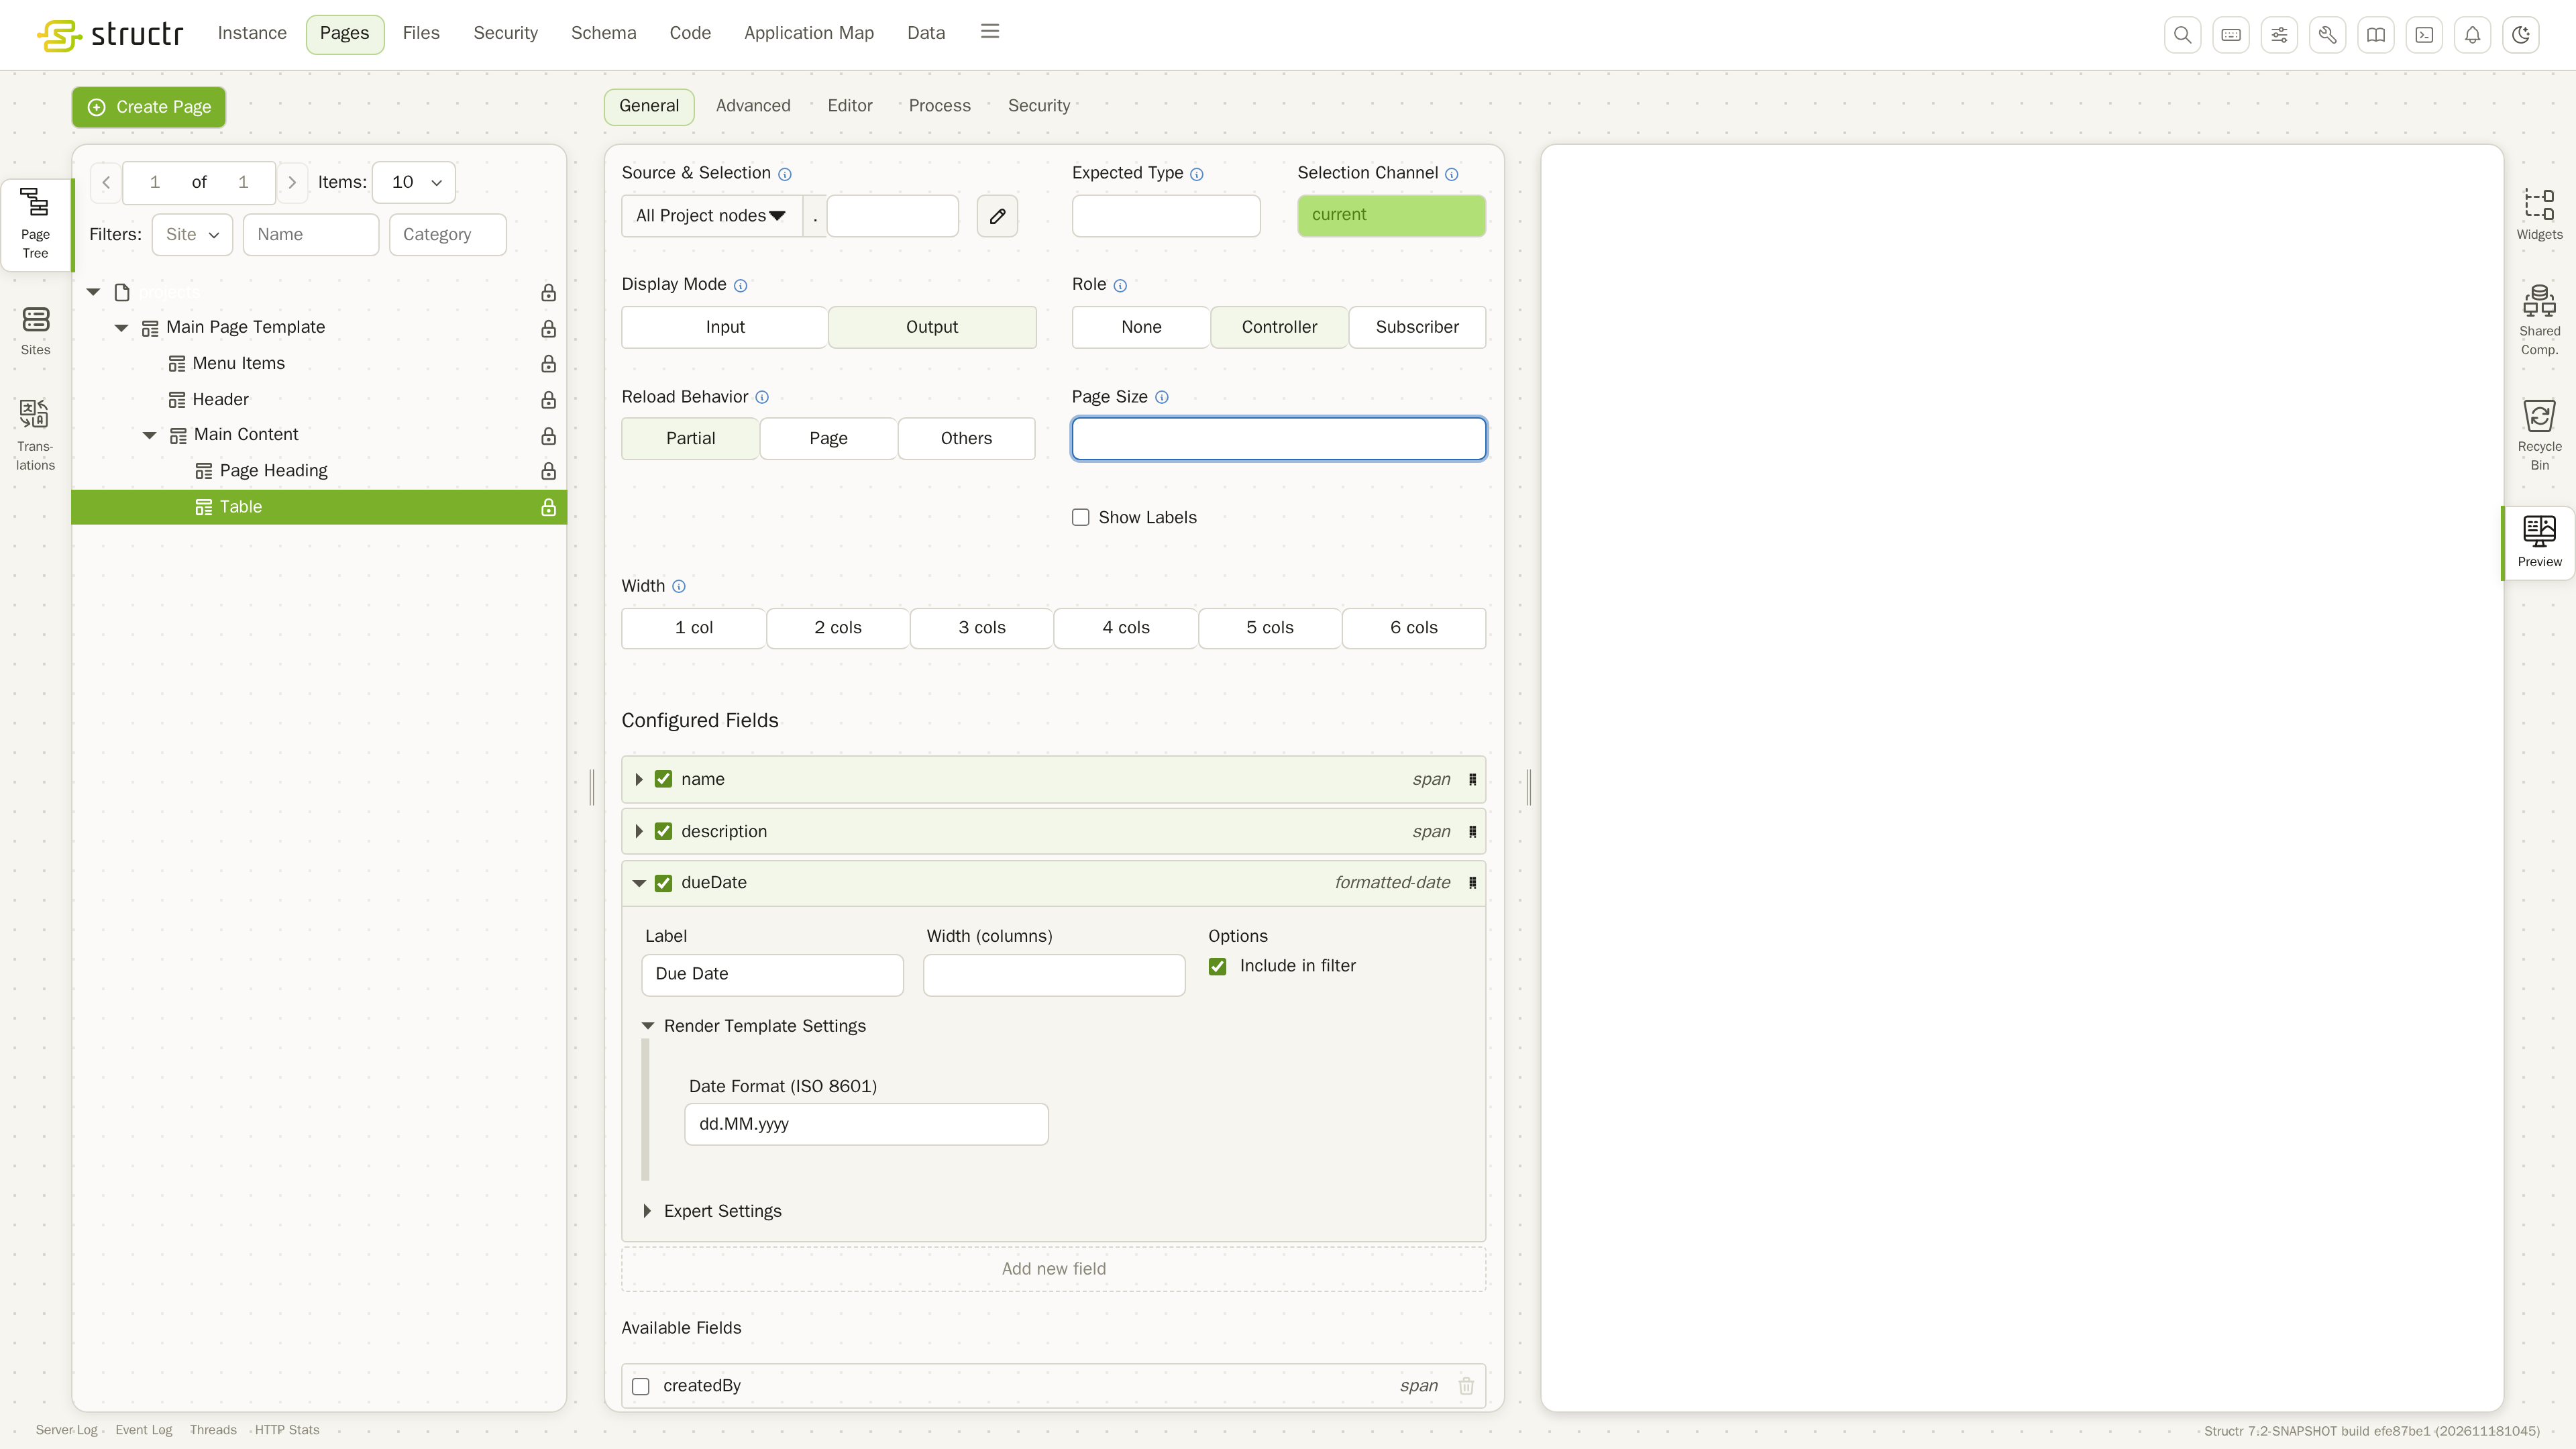 structr
Instance Pages Files Security Schema Code Application Map Data
Create Page
General Advanced Editor Process Security
1 of 1 Items: 10
Filters: Site Name Category
Page
Tree
Sites
Trans-
lations
projects
Main Page Template
Menu Items
Header
Main Content
Page Heading
Table
Source & Selection Expected Type Selection Channel
All Project nodes . current
Display Mode Role
Input Output None Controller Subscriber
Reload Behavior Page Size
Partial Page Others
Show Labels
Width
1 col 2 cols 3 cols 4 cols 5 cols 6 cols
Configured Fields
name span
description span
dueDate formatted-date
Label Width (columns) Options
Due Date Include in filter
Render Template Settings
Date Format (ISO 8601)
dd.MM.yyyy
Expert Settings
Add new field
Available Fields
createdBy span
Widgets
Shared
Comp.
Recycle
Bin
Preview
Server Log Event Log Threads HTTP Stats
Structr 7.2-SNAPSHOT build efe87be1 (202611181045)